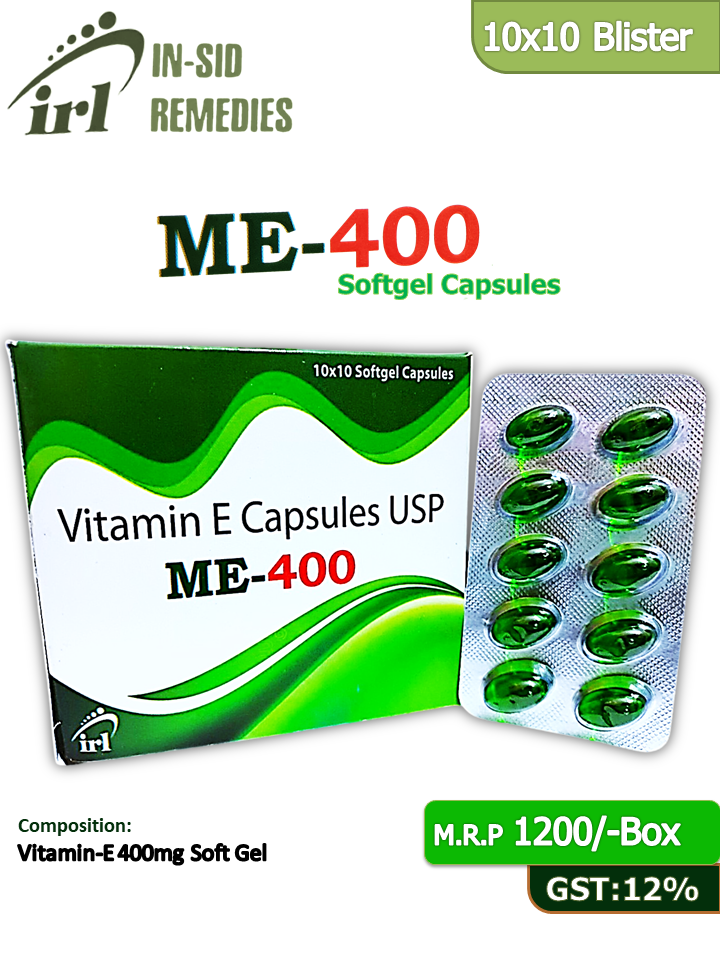 irl
IN-SID
REMEDIES
10x10 Blister
ME-400
Softgel Capsules
10x10 Softgel Capsules
Vitamin E Capsules USP
ME-400
irl
Composition:
Vitamin-E 400mg Soft Gel
M.R.P 1200/-Box
GST:12%